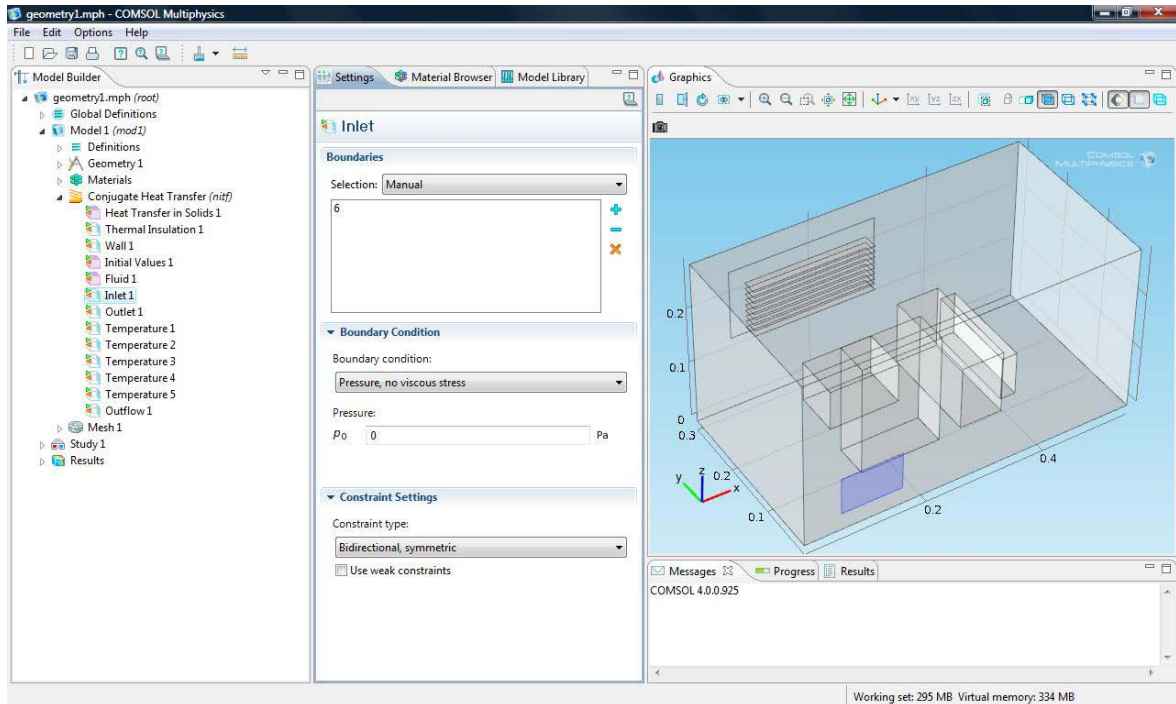 geometry1.mph - COMSOL Multiphysics
File Edit Options Help
Model Builder
geometry1.mph (root)
Global Definitions
Model 1 (mod1)
Definitions
Geometry 1
Materials
Conjugate Heat Transfer (nitf)
Heat Transfer in Solids 1
Thermal Insulation 1
Wall 1
Initial Values 1
Fluid 1
Inlet 1
Outlet 1
Temperature 1
Temperature 2
Temperature 3
Temperature 4
Temperature 5
Outflow 1
Mesh 1
Study 1
Results
Settings Material Browser Model Library
Inlet
Boundaries
Selection: Manual
6
Boundary Condition
Boundary condition:
Pressure, no viscous stress
Pressure:
p0 0 Pa
Constraint Settings
Constraint type:
Bidirectional, symmetric
Use weak constraints
Graphics
xy yz zx
COMSOL
MULTIPHYSICS
0.2
0.1
0
0.3
0.2
0.1
0.4
0.2
y z x
Messages Progress Results
COMSOL 4.0.0.925
Working set: 295 MB Virtual memory: 334 MB